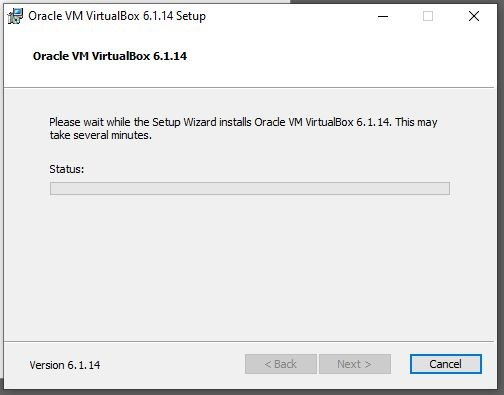 Oracle VM VirtualBox 6.1.14 Setup
Oracle VM VirtualBox 6.1.14
Please wait while the Setup Wizard installs Oracle VM VirtualBox 6.1.14. This may
take several minutes.
Status:
Version 6.1.14
< Back
Next >
Cancel